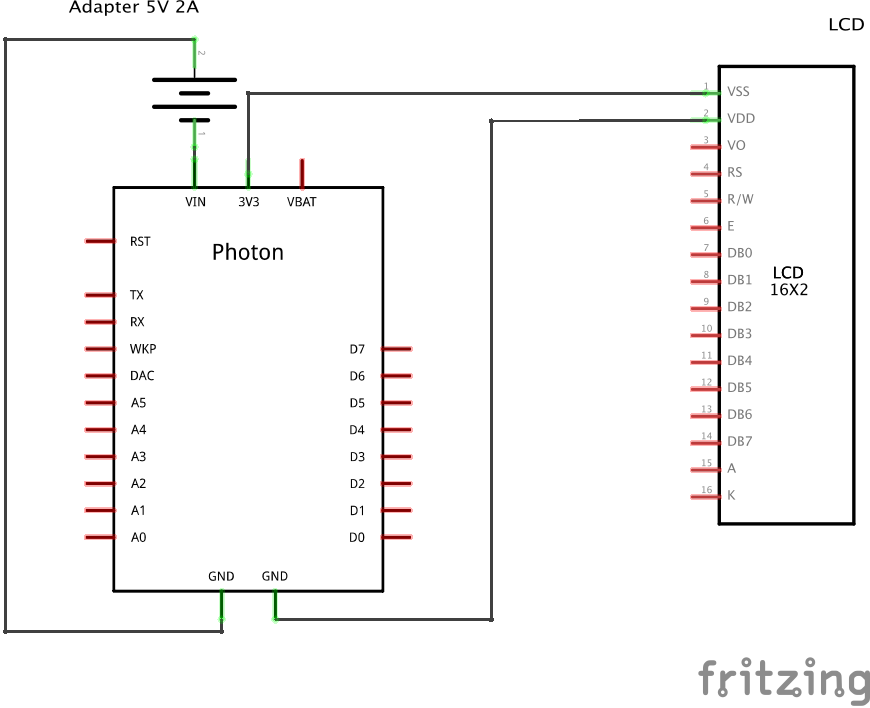 Adapter 5V 2A
LCD
2
1
VIN
3V3
VBAT
RST
Photon
TX
RX
WKP
DAC
A5
A4
A3
A2
A1
A0
D7
D6
D5
D4
D3
D2
D1
D0
GND
GND
1 VSS
2 VDD
3 VO
4 RS
5 R/W
6 E
7 DB0
8 DB1
9 DB2
10 DB3
11 DB4
12 DB5
13 DB6
14 DB7
15 A
16 K
LCD
16X2
fritzing